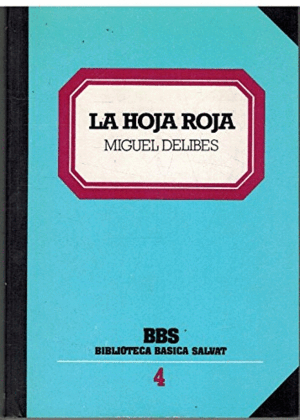 LA HOJA ROJA
MIGUEL DELIBES
BBS
BIBLIOTECA BASICA SALVAT
4